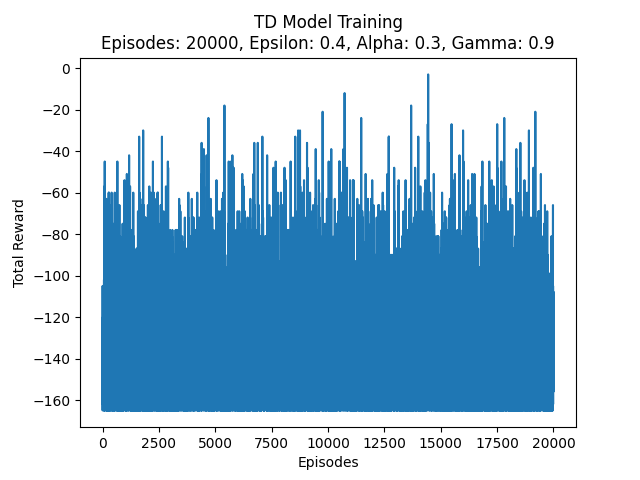 TD Model Training
Episodes: 20000, Epsilon: 0.4, Alpha: 0.3, Gamma: 0.9
0
−20
−40
−60
−80
−100
−120
−140
−160
Total Reward
0 2500 5000 7500 10000 12500 15000 17500 20000
Episodes